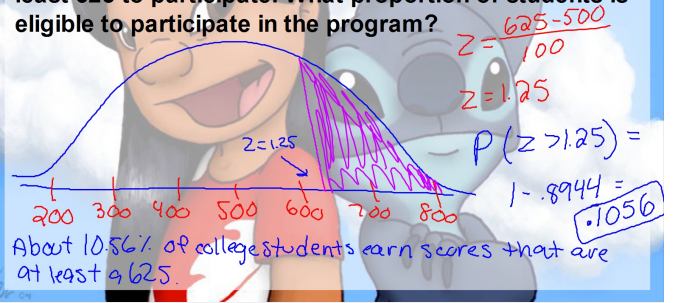 eligible to participate in the program?
z = 625-500
100
z = 1.25
z = 1.25
P(z > 1.25) =
1 - .8944 =
.1056
200 300 400 500 600 700 800
About 10.56% of college students earn scores that are
at least a 625.